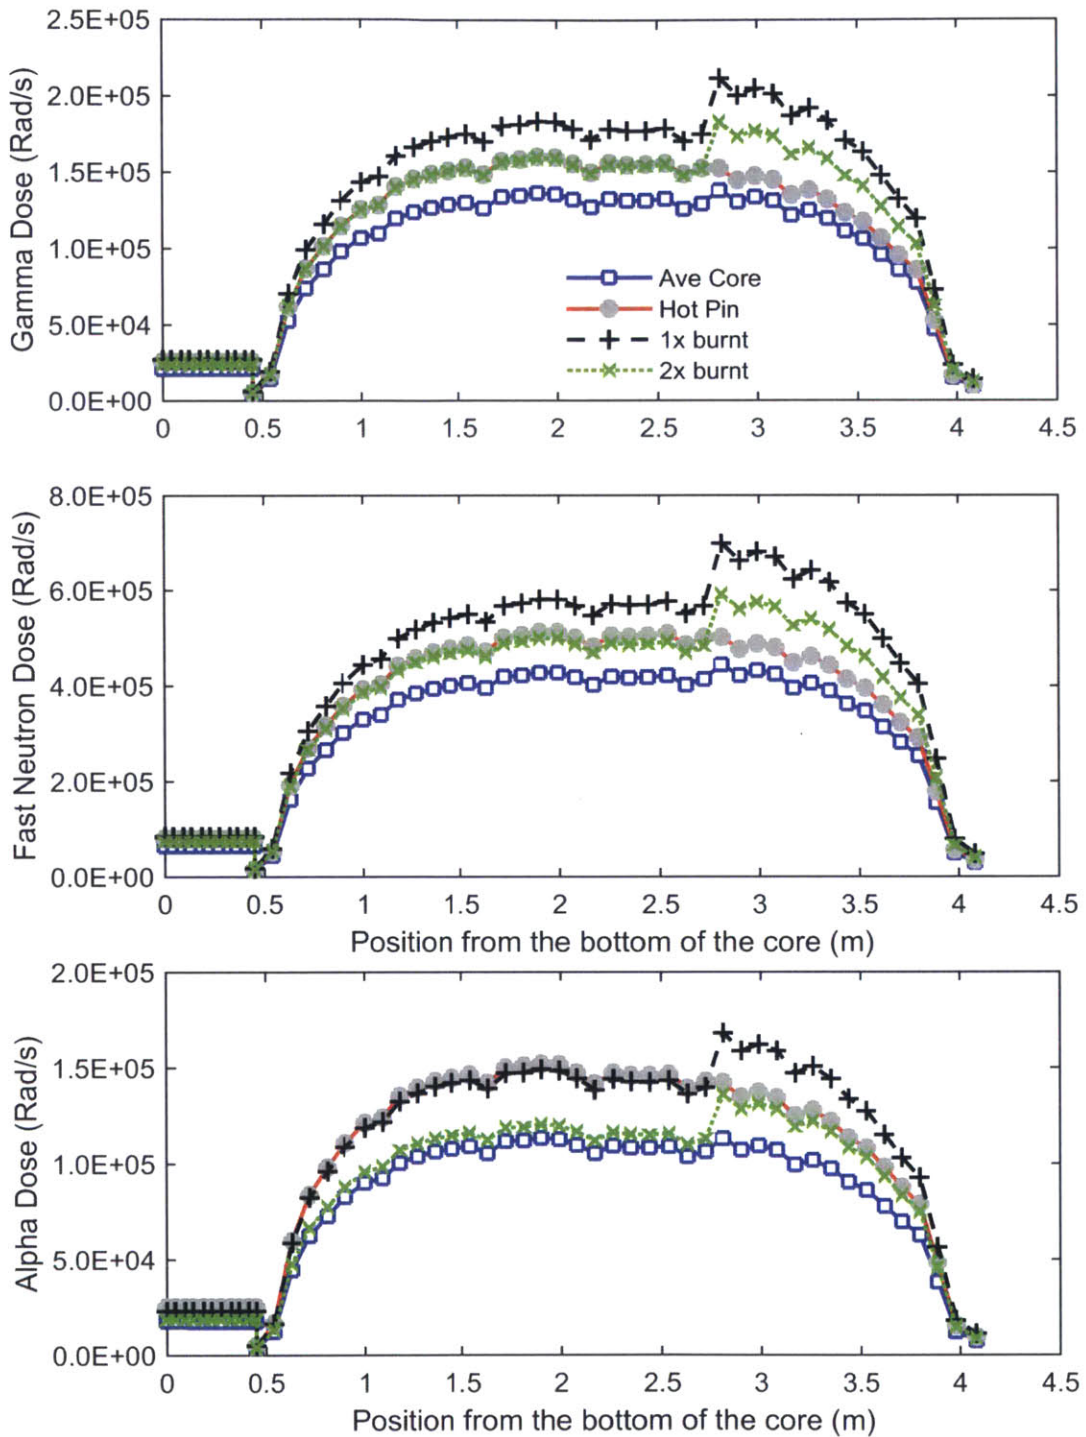 2.5E+05
2.0E+05
1.5E+05
1.0E+05
5.0E+04
0.0E+00
Gamma Dose (Rad/s)
Ave Core
Hot Pin
1x burnt
2x burnt
0 0.5 1 1.5 2 2.5 3 3.5 4 4.5
8.0E+05
6.0E+05
4.0E+05
2.0E+05
0.0E+00
Fast Neutron Dose (Rad/s)
0 0.5 1 1.5 2 2.5 3 3.5 4 4.5
Position from the bottom of the core (m)
2.0E+05
1.5E+05
1.0E+05
5.0E+04
0.0E+00
Alpha Dose (Rad/s)
0 0.5 1 1.5 2 2.5 3 3.5 4 4.5
Position from the bottom of the core (m)